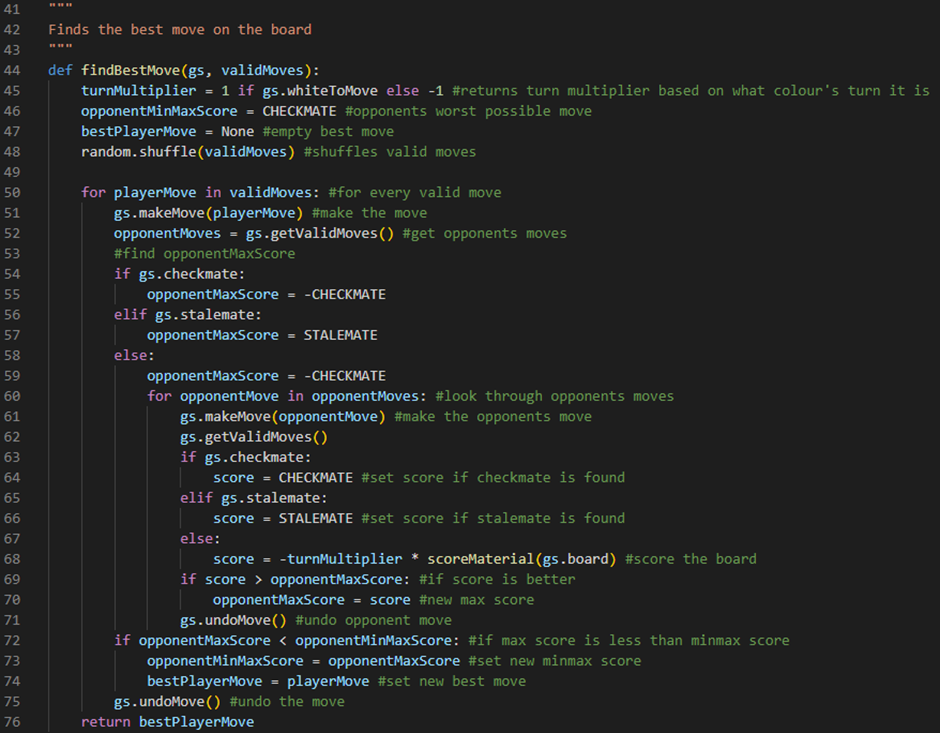 41 """
42 Finds the best move on the board
43 """
44 def findBestMove(gs, validMoves):
45     turnMultiplier = 1 if gs.whiteToMove else -1 #returns turn multiplier based on what colour's turn it is
46     opponentMinMaxScore = CHECKMATE #opponents worst possible move
47     bestPlayerMove = None #empty best move
48     random.shuffle(validMoves) #shuffles valid moves
49
50     for playerMove in validMoves: #for every valid move
51         gs.makeMove(playerMove) #make the move
52         opponentMoves = gs.getValidMoves() #get opponents moves
53         #find opponentMaxScore
54         if gs.checkmate:
55             opponentMaxScore = -CHECKMATE
56         elif gs.stalemate:
57             opponentMaxScore = STALEMATE
58         else:
59             opponentMaxScore = -CHECKMATE
60             for opponentMove in opponentMoves: #look through opponents moves
61                 gs.makeMove(opponentMove) #make the opponents move
62                 gs.getValidMoves()
63                 if gs.checkmate:
64                     score = CHECKMATE #set score if checkmate is found
65                 elif gs.stalemate:
66                     score = STALEMATE #set score if stalemate is found
67                 else:
68                     score = -turnMultiplier * scoreMaterial(gs.board) #score the board
69                 if score > opponentMaxScore: #if score is better
70                     opponentMaxScore = score #new max score
71                 gs.undoMove() #undo opponent move
72         if opponentMaxScore < opponentMinMaxScore: #if max score is less than minmax score
73             opponentMinMaxScore = opponentMaxScore #set new minmax score
74             bestPlayerMove = playerMove #set new best move
75         gs.undoMove() #undo the move
76     return bestPlayerMove